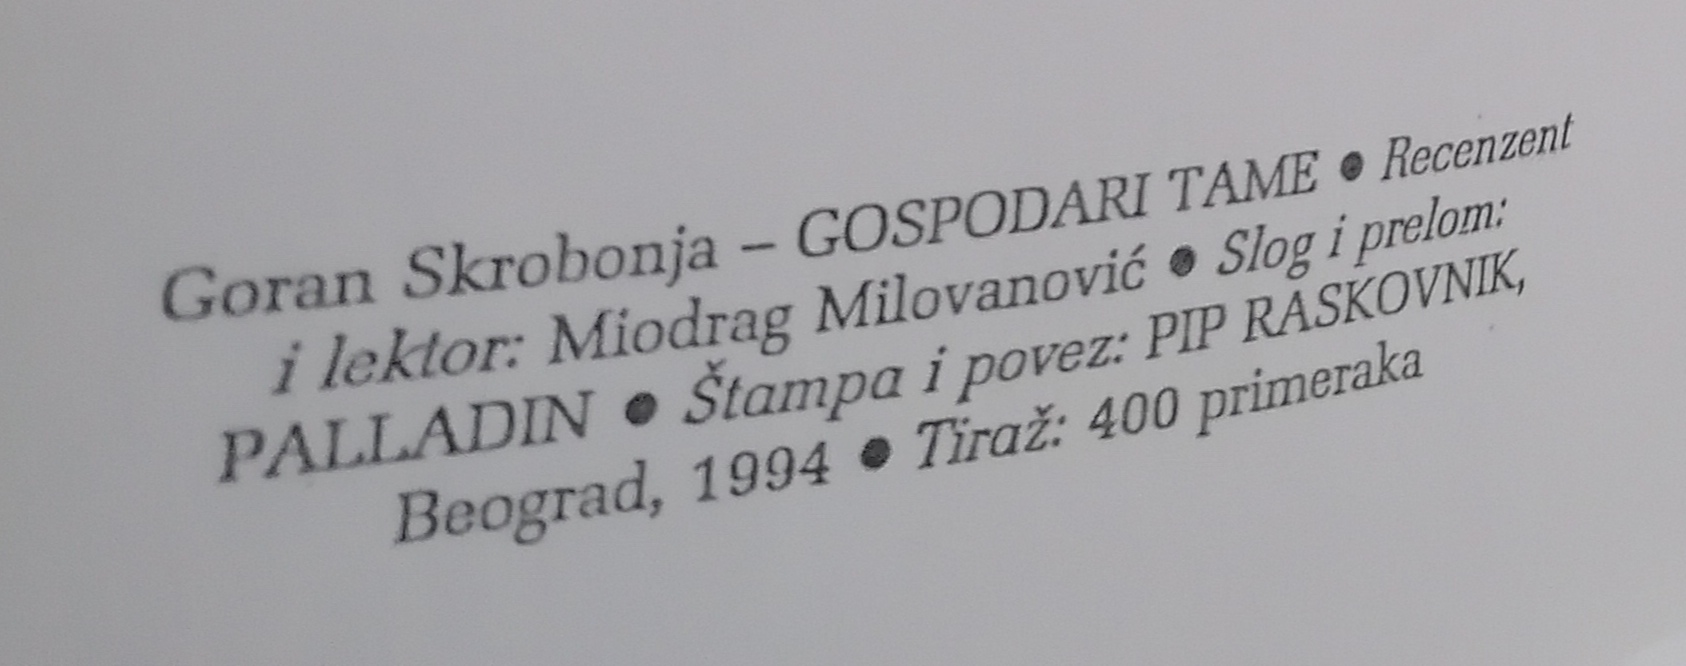 Goran Skrobonja – GOSPODARI TAME ● Recenzent
i lektor: Miodrag Milovanović ● Slog i prelom:
PALLADIN ● Štampa i povez: PIP RASKOVNIK,
Beograd, 1994 ● Tiraž: 400 primeraka